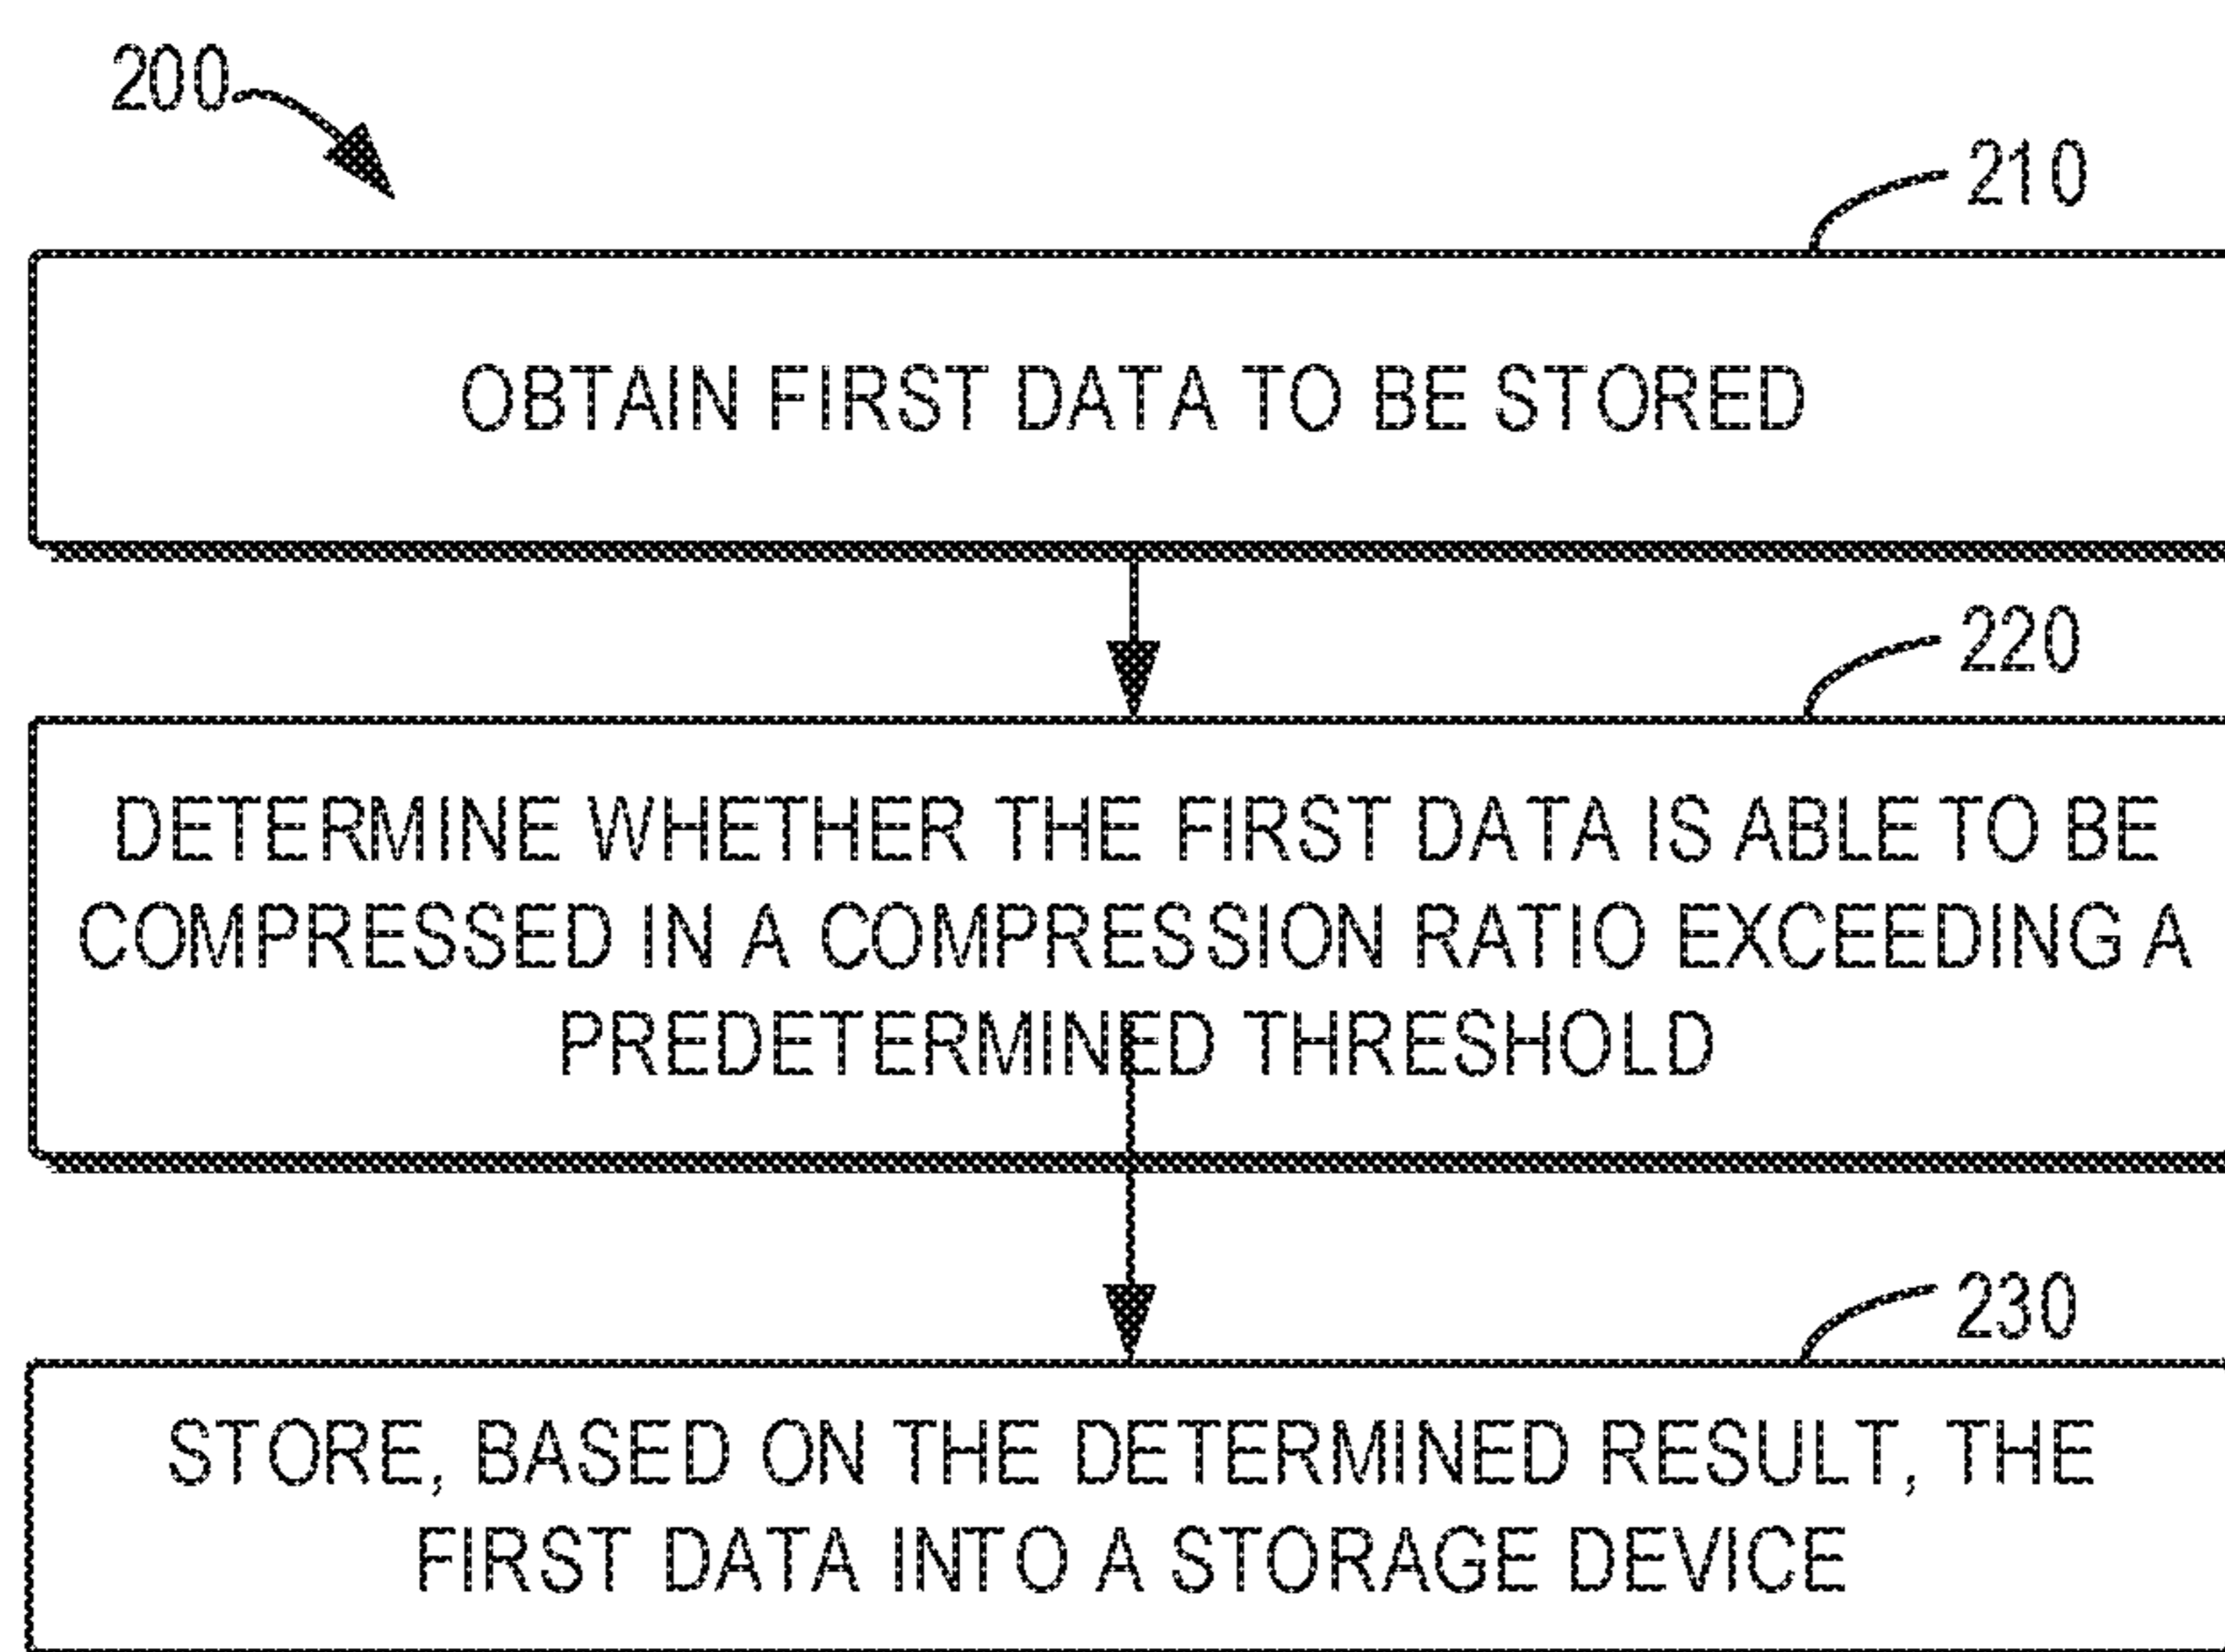 200
210
OBTAIN FIRST DATA TO BE STORED
220
DETERMINE WHETHER THE FIRST DATA IS ABLE TO BE
COMPRESSED IN A COMPRESSION RATIO EXCEEDING A
PREDETERMINED THRESHOLD
230
STORE, BASED ON THE DETERMINED RESULT, THE
FIRST DATA INTO A STORAGE DEVICE